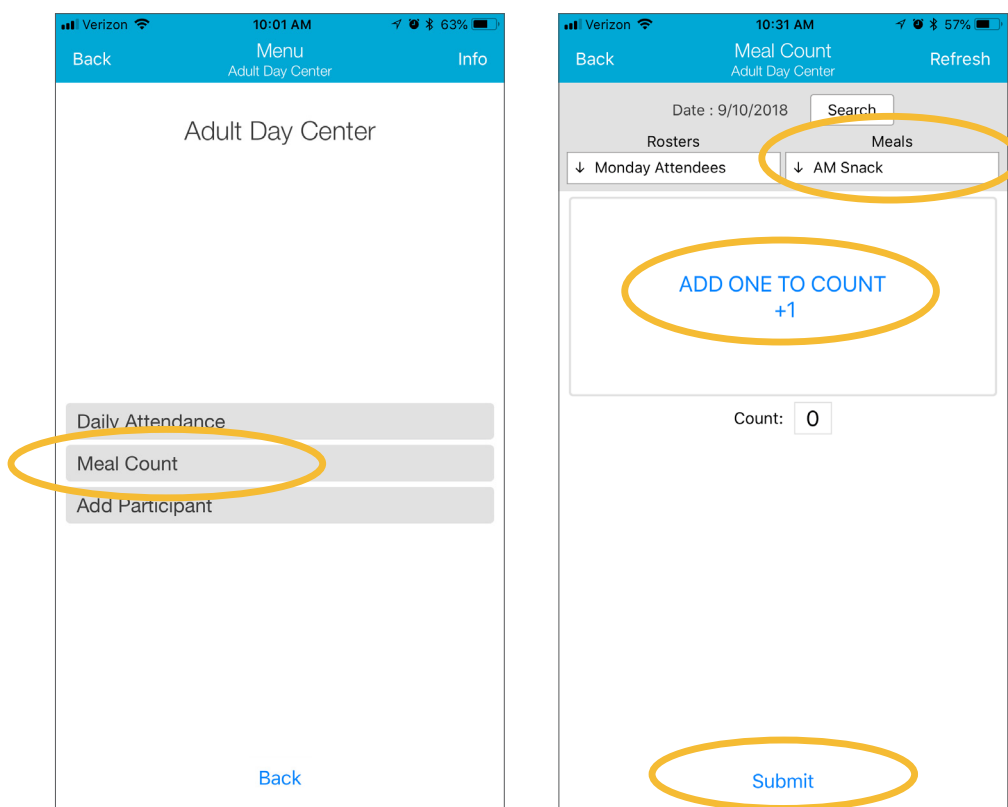 Verizon 10:01 AM 63%
Back Menu Info
Adult Day Center
Adult Day Center
Daily Attendance
Meal Count
Add Participant
Back
Verizon 10:31 AM 57%
Back Meal Count Refresh
Adult Day Center
Date : 9/10/2018 Search
Rosters Meals
↓ Monday Attendees ↓ AM Snack
ADD ONE TO COUNT
+1
Count: 0
Submit